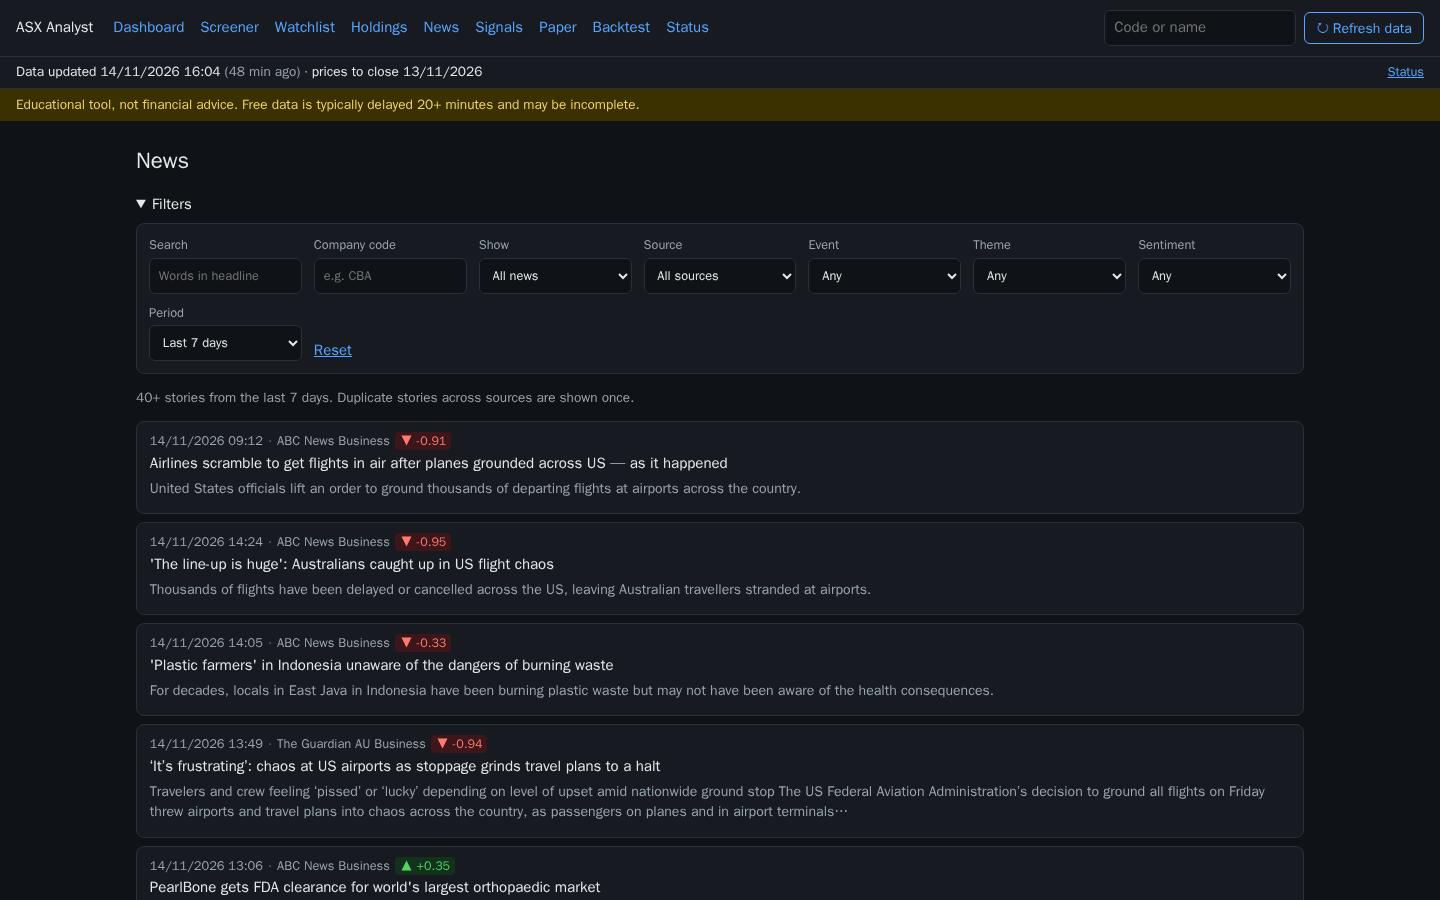 ASX Analyst Dashboard Screener Watchlist Holdings News Signals Paper Backtest Status Code or name ↻ Refresh data
Data updated 14/11/2026 16:04 (48 min ago) · prices to close 13/11/2026 Status
Educational tool, not financial advice. Free data is typically delayed 20+ minutes and may be incomplete.
News
▼ Filters
Search Company code Show Source Event Theme Sentiment
Words in headline e.g. CBA All news All sources Any Any Any
Period
Last 7 days Reset
40+ stories from the last 7 days. Duplicate stories across sources are shown once.
14/11/2026 09:12 · ABC News Business ▼ -0.91
Airlines scramble to get flights in air after planes grounded across US — as it happened
United States officials lift an order to ground thousands of departing flights at airports across the country.
14/11/2026 14:24 · ABC News Business ▼ -0.95
'The line-up is huge': Australians caught up in US flight chaos
Thousands of flights have been delayed or cancelled across the US, leaving Australian travellers stranded at airports.
14/11/2026 14:05 · ABC News Business ▼ -0.33
'Plastic farmers' in Indonesia unaware of the dangers of burning waste
For decades, locals in East Java in Indonesia have been burning plastic waste but may not have been aware of the health consequences.
14/11/2026 13:49 · The Guardian AU Business ▼ -0.94
‘It’s frustrating’: chaos at US airports as stoppage grinds travel plans to a halt
Travelers and crew feeling ‘pissed’ or ‘lucky’ depending on level of upset amid nationwide ground stop The US Federal Aviation Administration’s decision to ground all flights on Friday
threw airports and travel plans into chaos across the country, as passengers on planes and in airport terminals…
14/11/2026 13:06 · ABC News Business ▲ +0.35
PearlBone gets FDA clearance for world's largest orthopaedic market